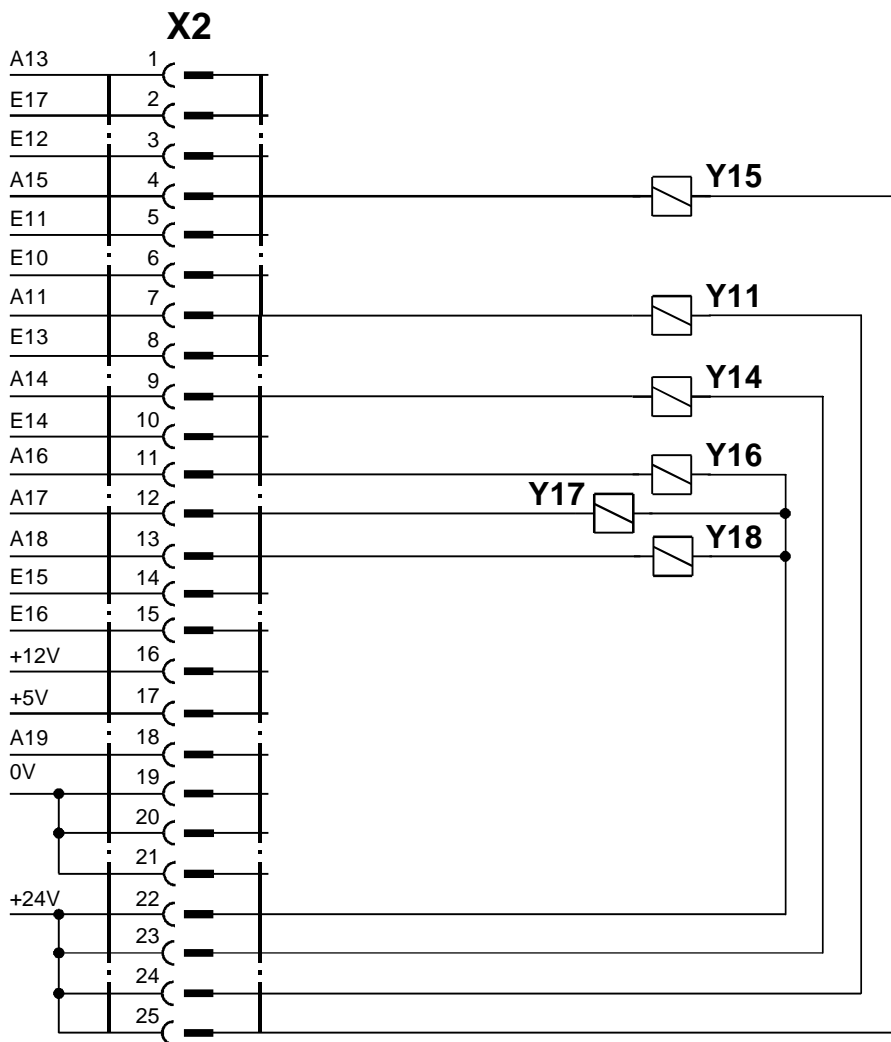 X2
A13 1
E17 2
E12 3
A15 4 Y15
E11 5
E10 6
A11 7 Y11
E13 8
A14 9 Y14
E14 10
A16 11 Y16
A17 12 Y17
A18 13 Y18
E15 14
E16 15
+12V 16
+5V 17
A19 18
0V 19
20
21
+24V 22
23
24
25